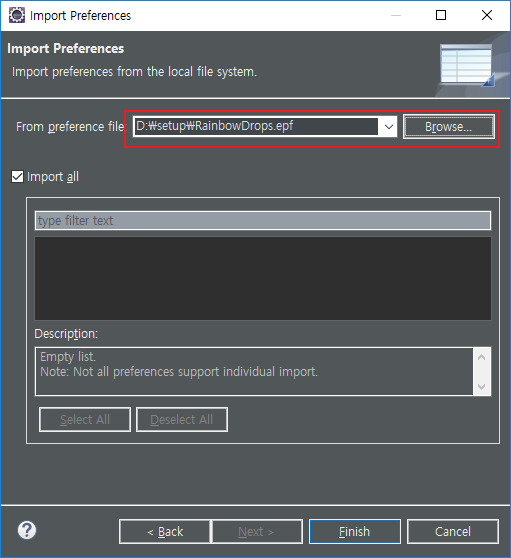 Import Preferences
Import Preferences
Import preferences from the local file system.
From preference file: D:₩setup₩RainbowDrops.epf Browse...
Import all
type filter text
Description:
Empty list.
Note: Not all preferences support individual import.
Select All Deselect All
? < Back Next > Finish Cancel